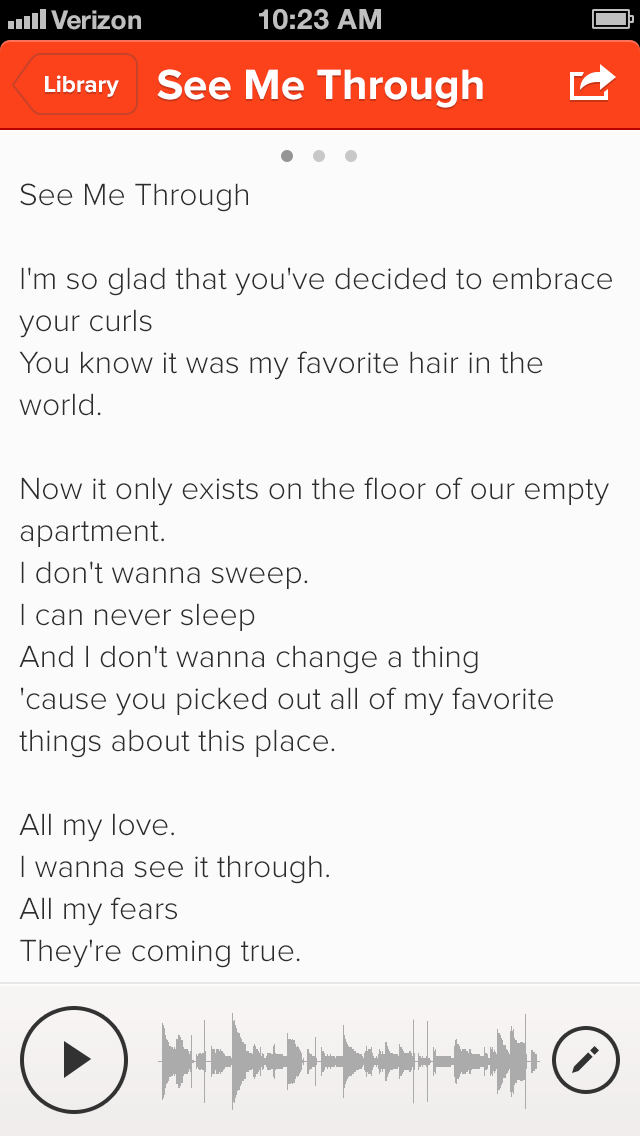 Verizon 10:23 AM
Library See Me Through
See Me Through
I'm so glad that you've decided to embrace
your curls
You know it was my favorite hair in the
world.
Now it only exists on the floor of our empty
apartment.
I don't wanna sweep.
I can never sleep
And I don't wanna change a thing
'cause you picked out all of my favorite
things about this place.
All my love.
I wanna see it through.
All my fears
They're coming true.